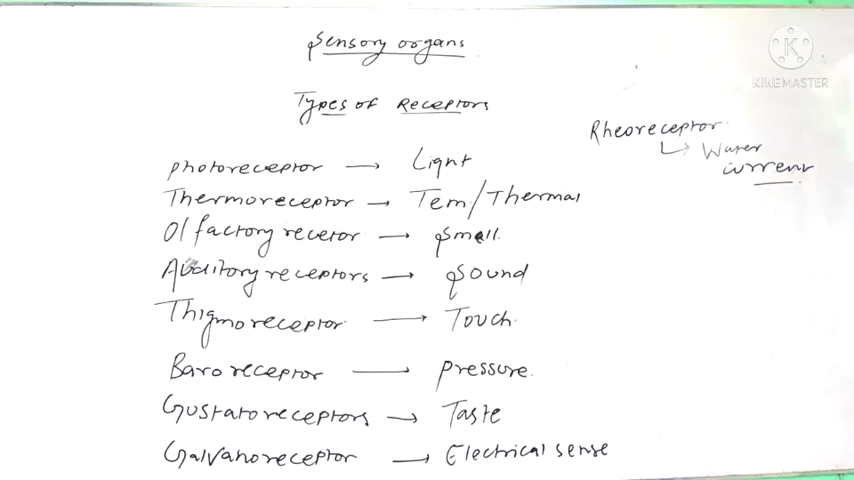 Sensory organs
KINEMASTER
Types of Receptors
Rheoreceptor
Water
current
Photoreceptor → Light
Thermoreceptor → Tem/Thermal
Olfactory recetor → Smell
Auditory receptors → Sound
Thigmoreceptor → Touch
Baroreceptor → Pressure
Gustatoreceptors → Taste
Galvanoreceptor → Electrical sense